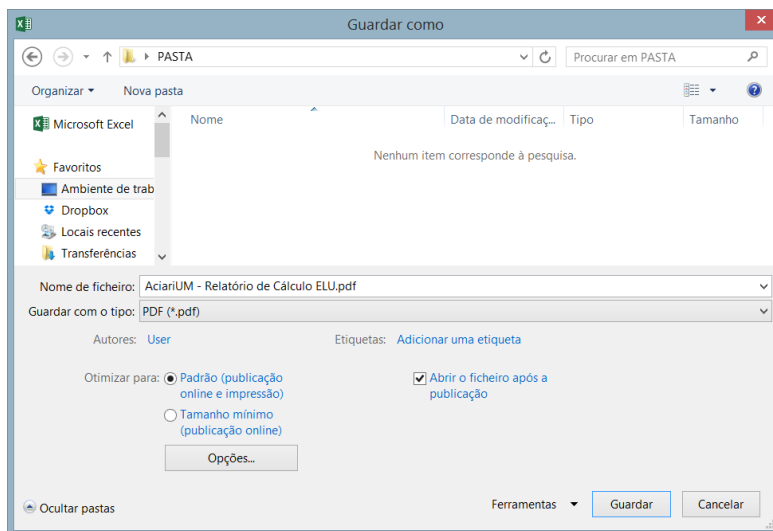 Guardar como
PASTA
Procurar em PASTA
Organizar
Nova pasta
Microsoft Excel
Nome
Data de modificaç...
Tipo
Tamanho
Nenhum item corresponde à pesquisa.
Favoritos
Ambiente de trab
Dropbox
Locais recentes
Transferências
Nome de ficheiro: AciariUM - Relatório de Cálculo ELU.pdf
Guardar com o tipo: PDF (*.pdf)
Autores: User
Etiquetas: Adicionar uma etiqueta
Otimizar para: Padrão (publicação
online e impressão)
Tamanho mínimo
(publicação online)
Abrir o ficheiro após a
publicação
Opções...
Ocultar pastas
Ferramentas
Guardar
Cancelar